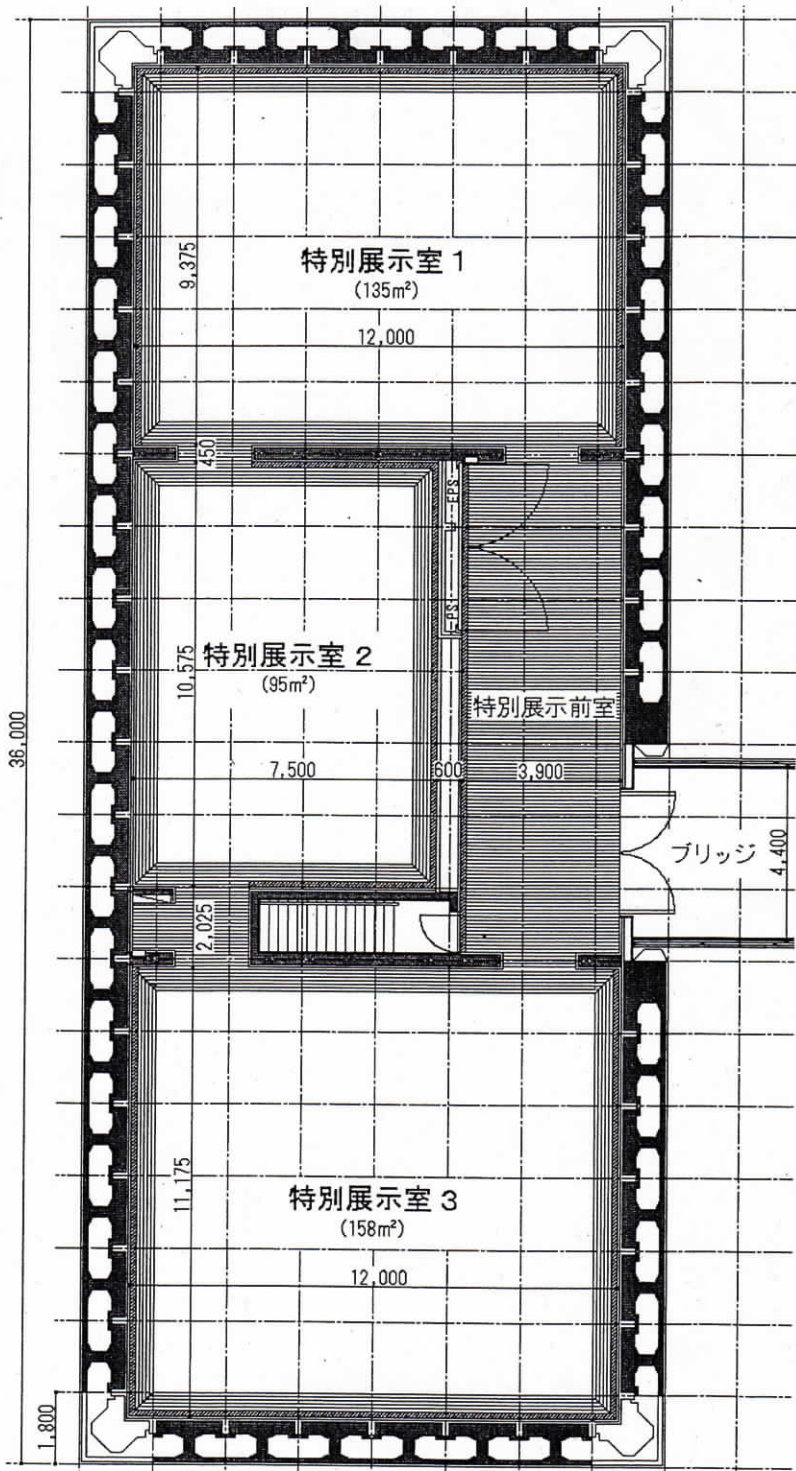 特別展示室 1
(135m²)
9,375
12,000
450
EPS
PS
特別展示室 2
(95m²)
10,575
特別展示前室
36,000
7,500
600
3,900
ブリッジ
4,400
2,025
特別展示室 3
(158m²)
11,175
12,000
1,800